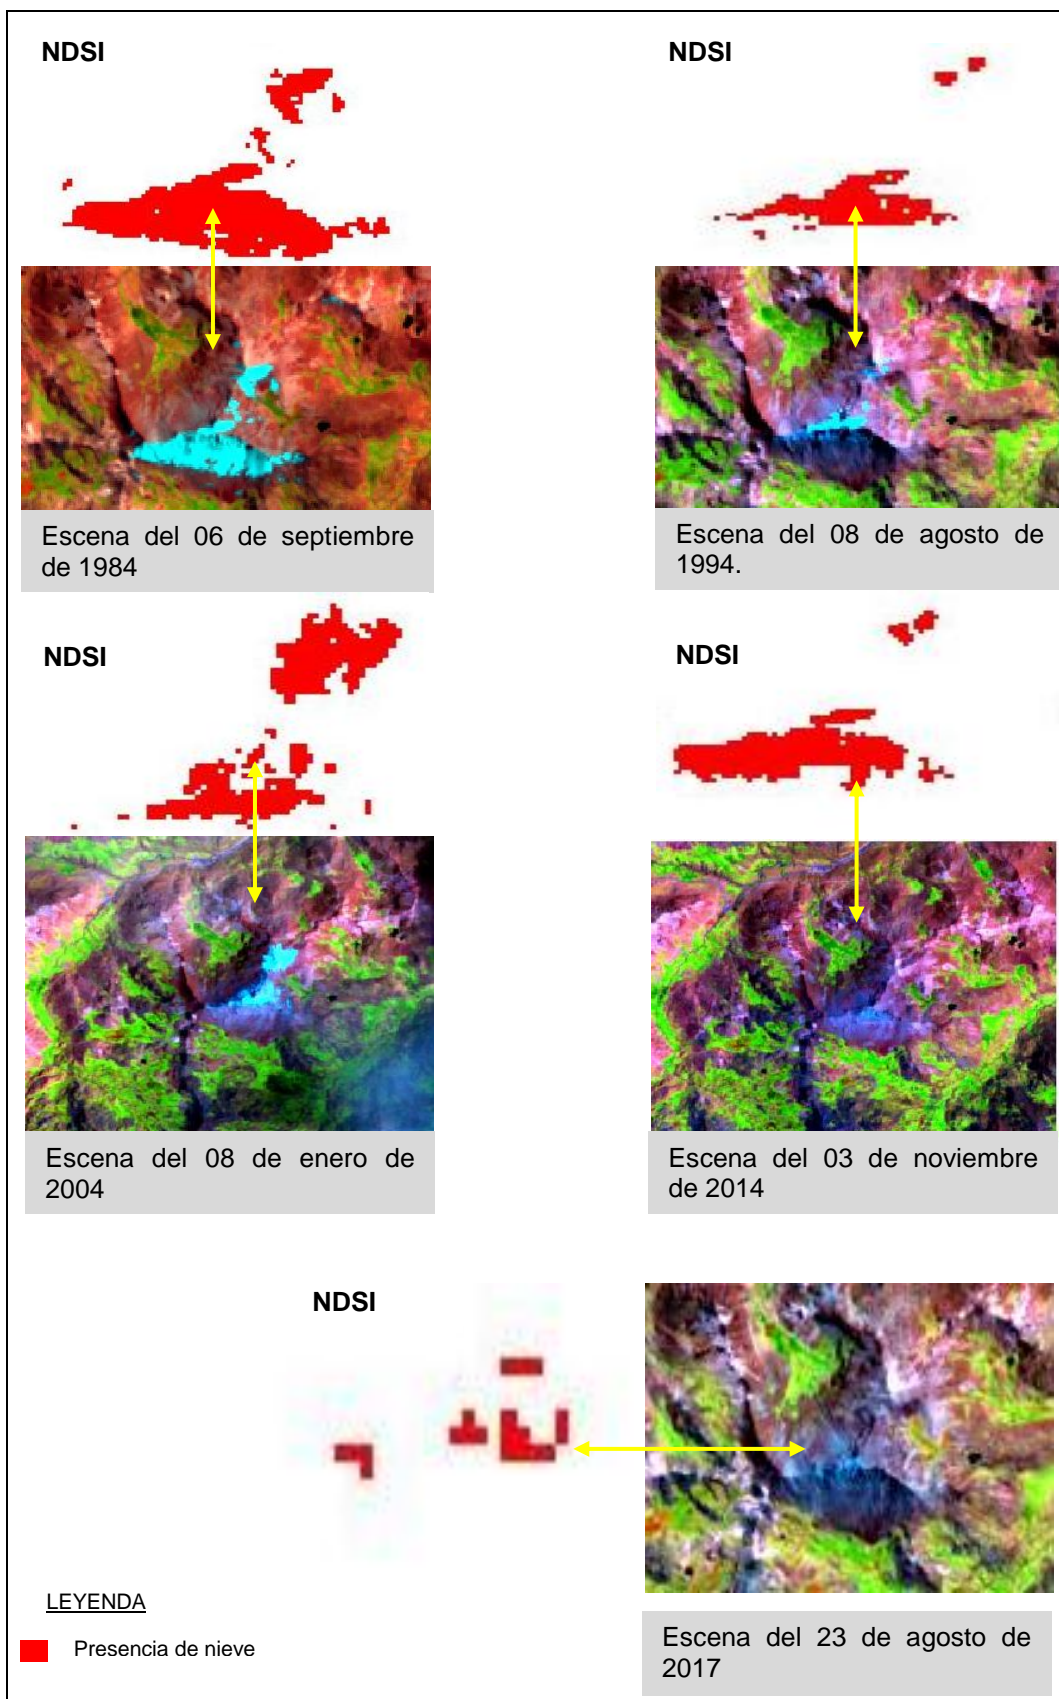 NDSI
NDSI
Escena del 06 de septiembre
de 1984
Escena del 08 de agosto de
1994.
NDSI
NDSI
Escena del 08 de enero de
2004
Escena del 03 de noviembre
de 2014
NDSI
LEYENDA
Presencia de nieve
Escena del 23 de agosto de
2017